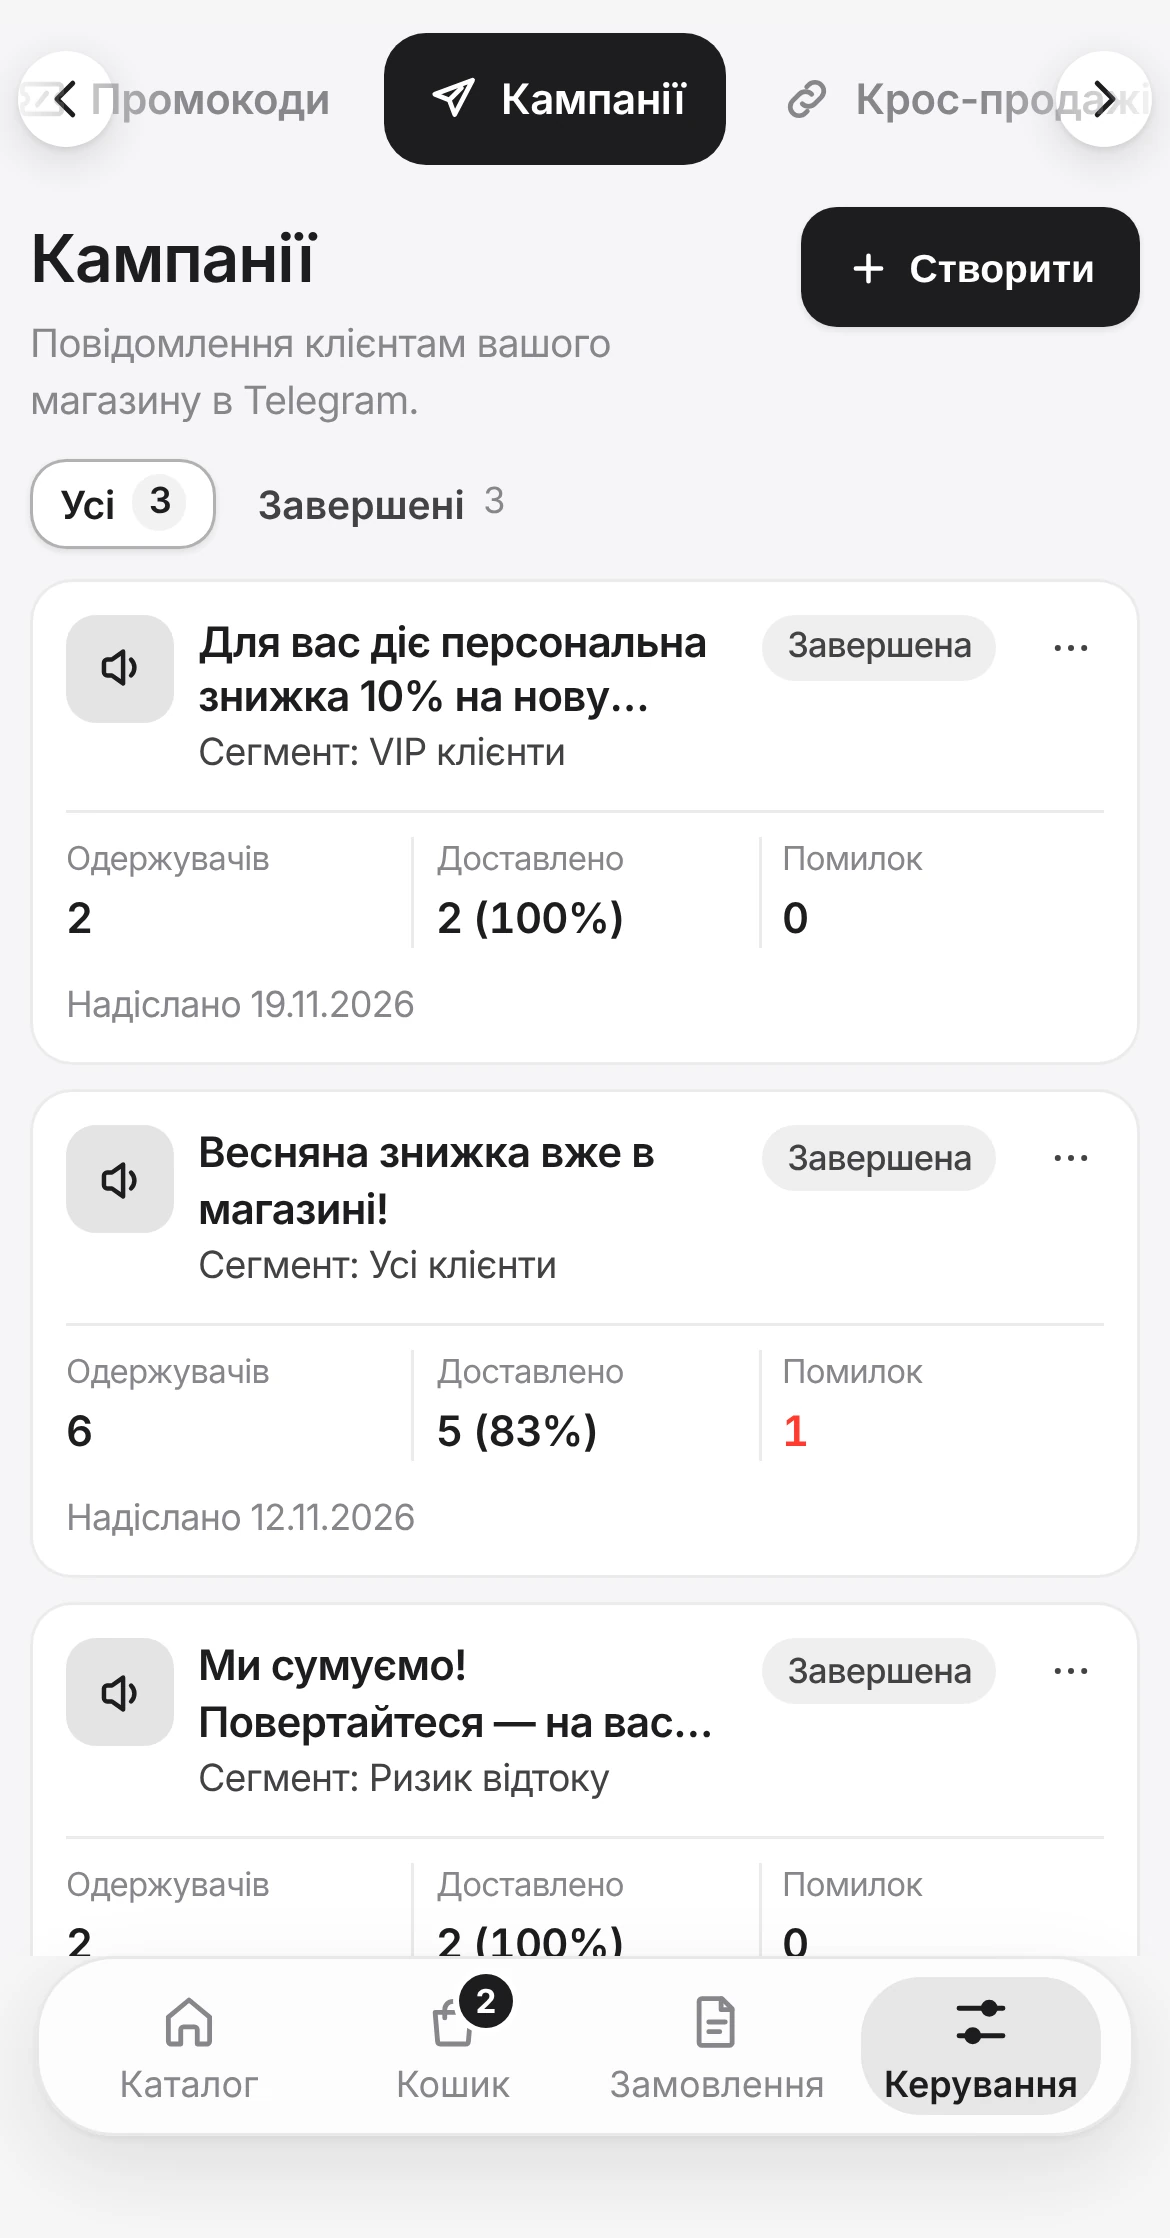 Промокоди
Кампанії
Крос-продажі
Кампанії
+ Створити
Повідомлення клієнтам вашого
магазину в Telegram.
Усі 3
Завершені 3
Для вас діє персональна
знижка 10% на нову...
Завершена
Сегмент: VIP клієнти
Одержувачів
Доставлено
Помилок
2
2 (100%)
0
Надіслано 19.11.2026
Весняна знижка вже в
магазині!
Завершена
Сегмент: Усі клієнти
Одержувачів
Доставлено
Помилок
6
5 (83%)
1
Надіслано 12.11.2026
Ми сумуємо!
Повертайтеся — на вас...
Завершена
Сегмент: Ризик відтоку
Одержувачів
Доставлено
Помилок
2
2 (100%)
0
2
Каталог
Кошик
Замовлення
Керування